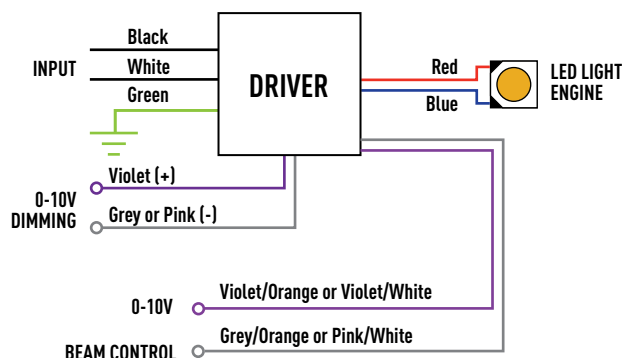 Black
INPUT
White
Green
DRIVER
Red
Blue
LED LIGHT
ENGINE
Violet (+)
0-10V
DIMMING
Grey or Pink (-)
Violet/Orange or Violet/White
0-10V
Grey/Orange or Pink/White
BEAM CONTROL